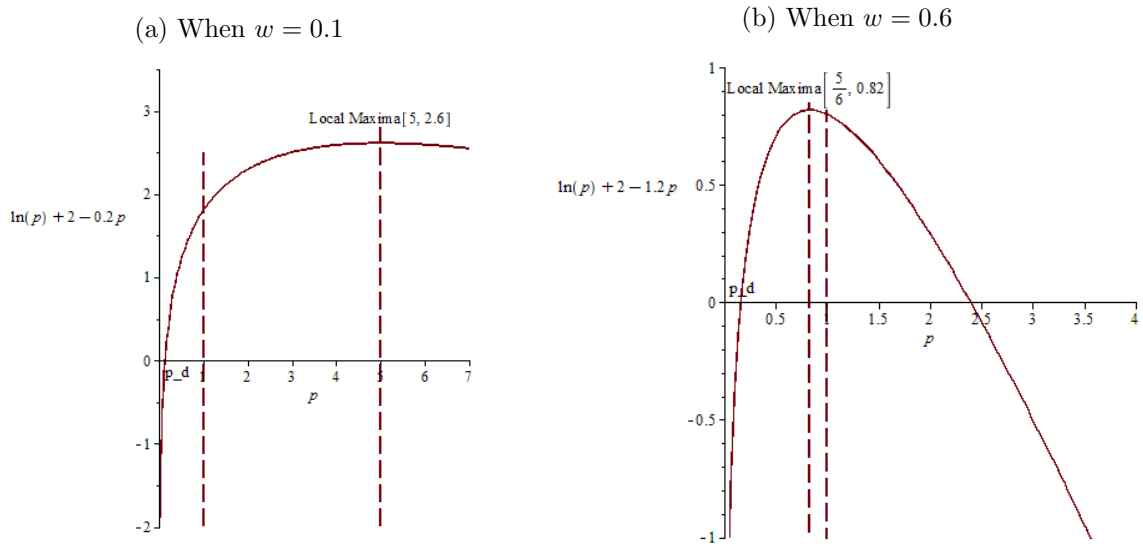 (a) When w = 0.1
3
2
1
0
-1
-2
ln(p) + 2 – 0.2 p
Local Maxima[5, 2.6]
p_d
1 2 3 4 5 6 7
p
(b) When w = 0.6
1
0.5
0
-0.5
-1
ln(p) + 2 – 1.2 p
Local Maxima[5/6, 0.82]
p_d
0.5 1 1.5 2 2.5 3 3.5 4
p